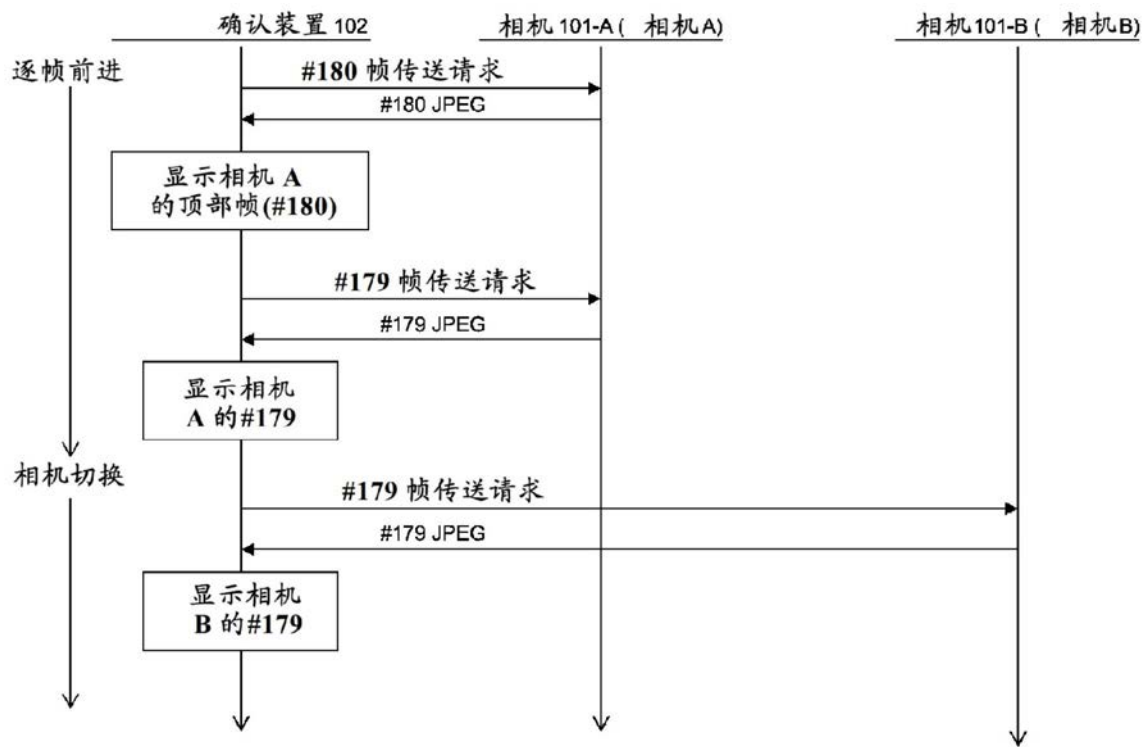 确认装置 102
相机 101-A ( 相机 A)
相机 101-B ( 相机 B)
逐帧前进
#180 帧传送请求
#180 JPEG
显示相机 A
的顶部帧(#180)
#179 帧传送请求
#179 JPEG
显示相机
A 的#179
相机切换
#179 帧传送请求
#179 JPEG
显示相机
B 的#179